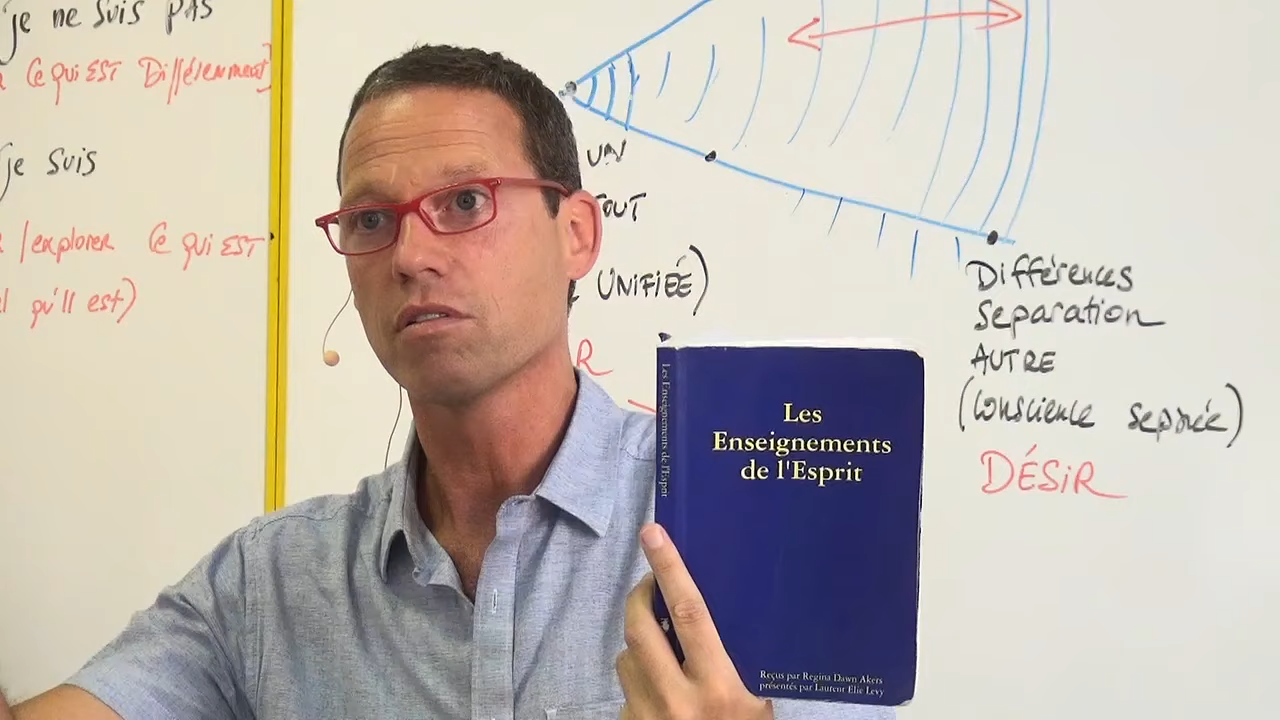 je ne suis pas
Ce qui EST Différemment]
je suis
/explorer Ce qui EST
qu'il est)
UN
TOUT
UNIFIÉE)
R
Différences
Separation
AUTRE
(Conscienceséparée)
DÉSIR
Les Enseignements de l'Esprit
Les
Enseignements
de l'Esprit
Reçus par Regina Dawn Akers
présentés par Laurent Elie Levy